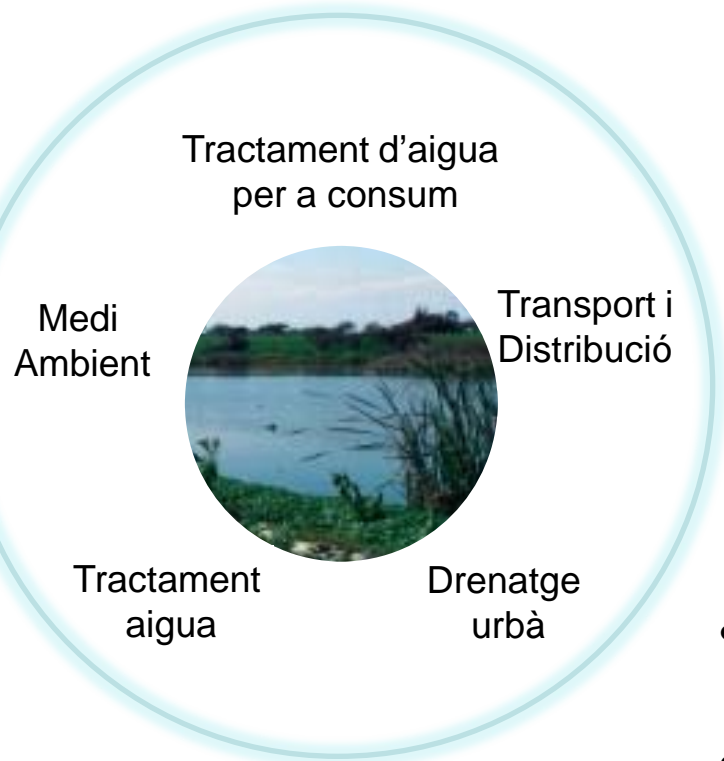 Tractament d'aigua
per a consum
Transport i
Distribució
Medi
Ambient
Tractament
aigua
Drenatge
urbà